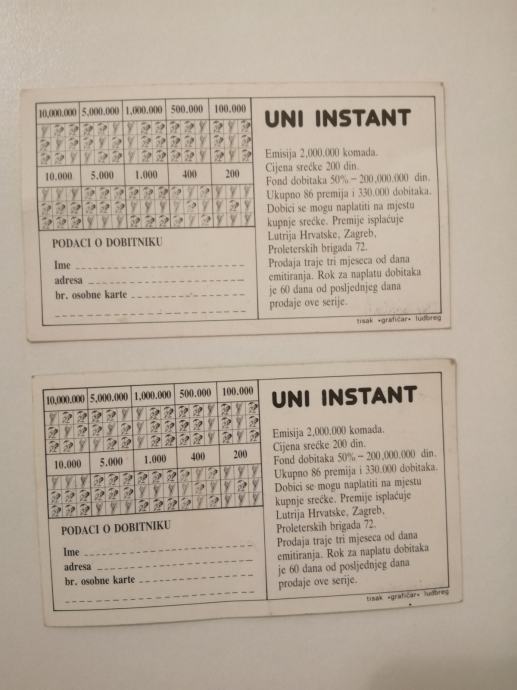 10,000.000 5,000.000 1,000.000 500.000 100.000
10.000 5.000 1.000 400 200
PODACI O DOBITNIKU
Ime
adresa
br. osobne karte
UNI INSTANT
Emisija 2,000.000 komada.
Cijena srećke 200 din.
Fond dobitaka 50% – 200,000.000 din.
Ukupno 86 premija i 330.000 dobitaka.
Dobici se mogu naplatiti na mjestu
kupnje srećke. Premije isplaćuje
Lutrija Hrvatske, Zagreb,
Proleterskih brigada 72.
Prodaja traje tri mjeseca od dana
emitiranja. Rok za naplatu dobitaka
je 60 dana od posljednjeg dana
prodaje ove serije.
tisak «grafičar» ludbreg
10,000.000 5,000.000 1,000.000 500.000 100.000
10.000 5.000 1.000 400 200
PODACI O DOBITNIKU
Ime
adresa
br. osobne karte
UNI INSTANT
Emisija 2,000.000 komada.
Cijena srećke 200 din.
Fond dobitaka 50% – 200,000.000 din.
Ukupno 86 premija i 330.000 dobitaka.
Dobici se mogu naplatiti na mjestu
kupnje srećke. Premije isplaćuje
Lutrija Hrvatske, Zagreb,
Proleterskih brigada 72.
Prodaja traje tri mjeseca od dana
emitiranja. Rok za naplatu dobitaka
je 60 dana od posljednjeg dana
prodaje ove serije.
tisak «grafičar» ludbreg